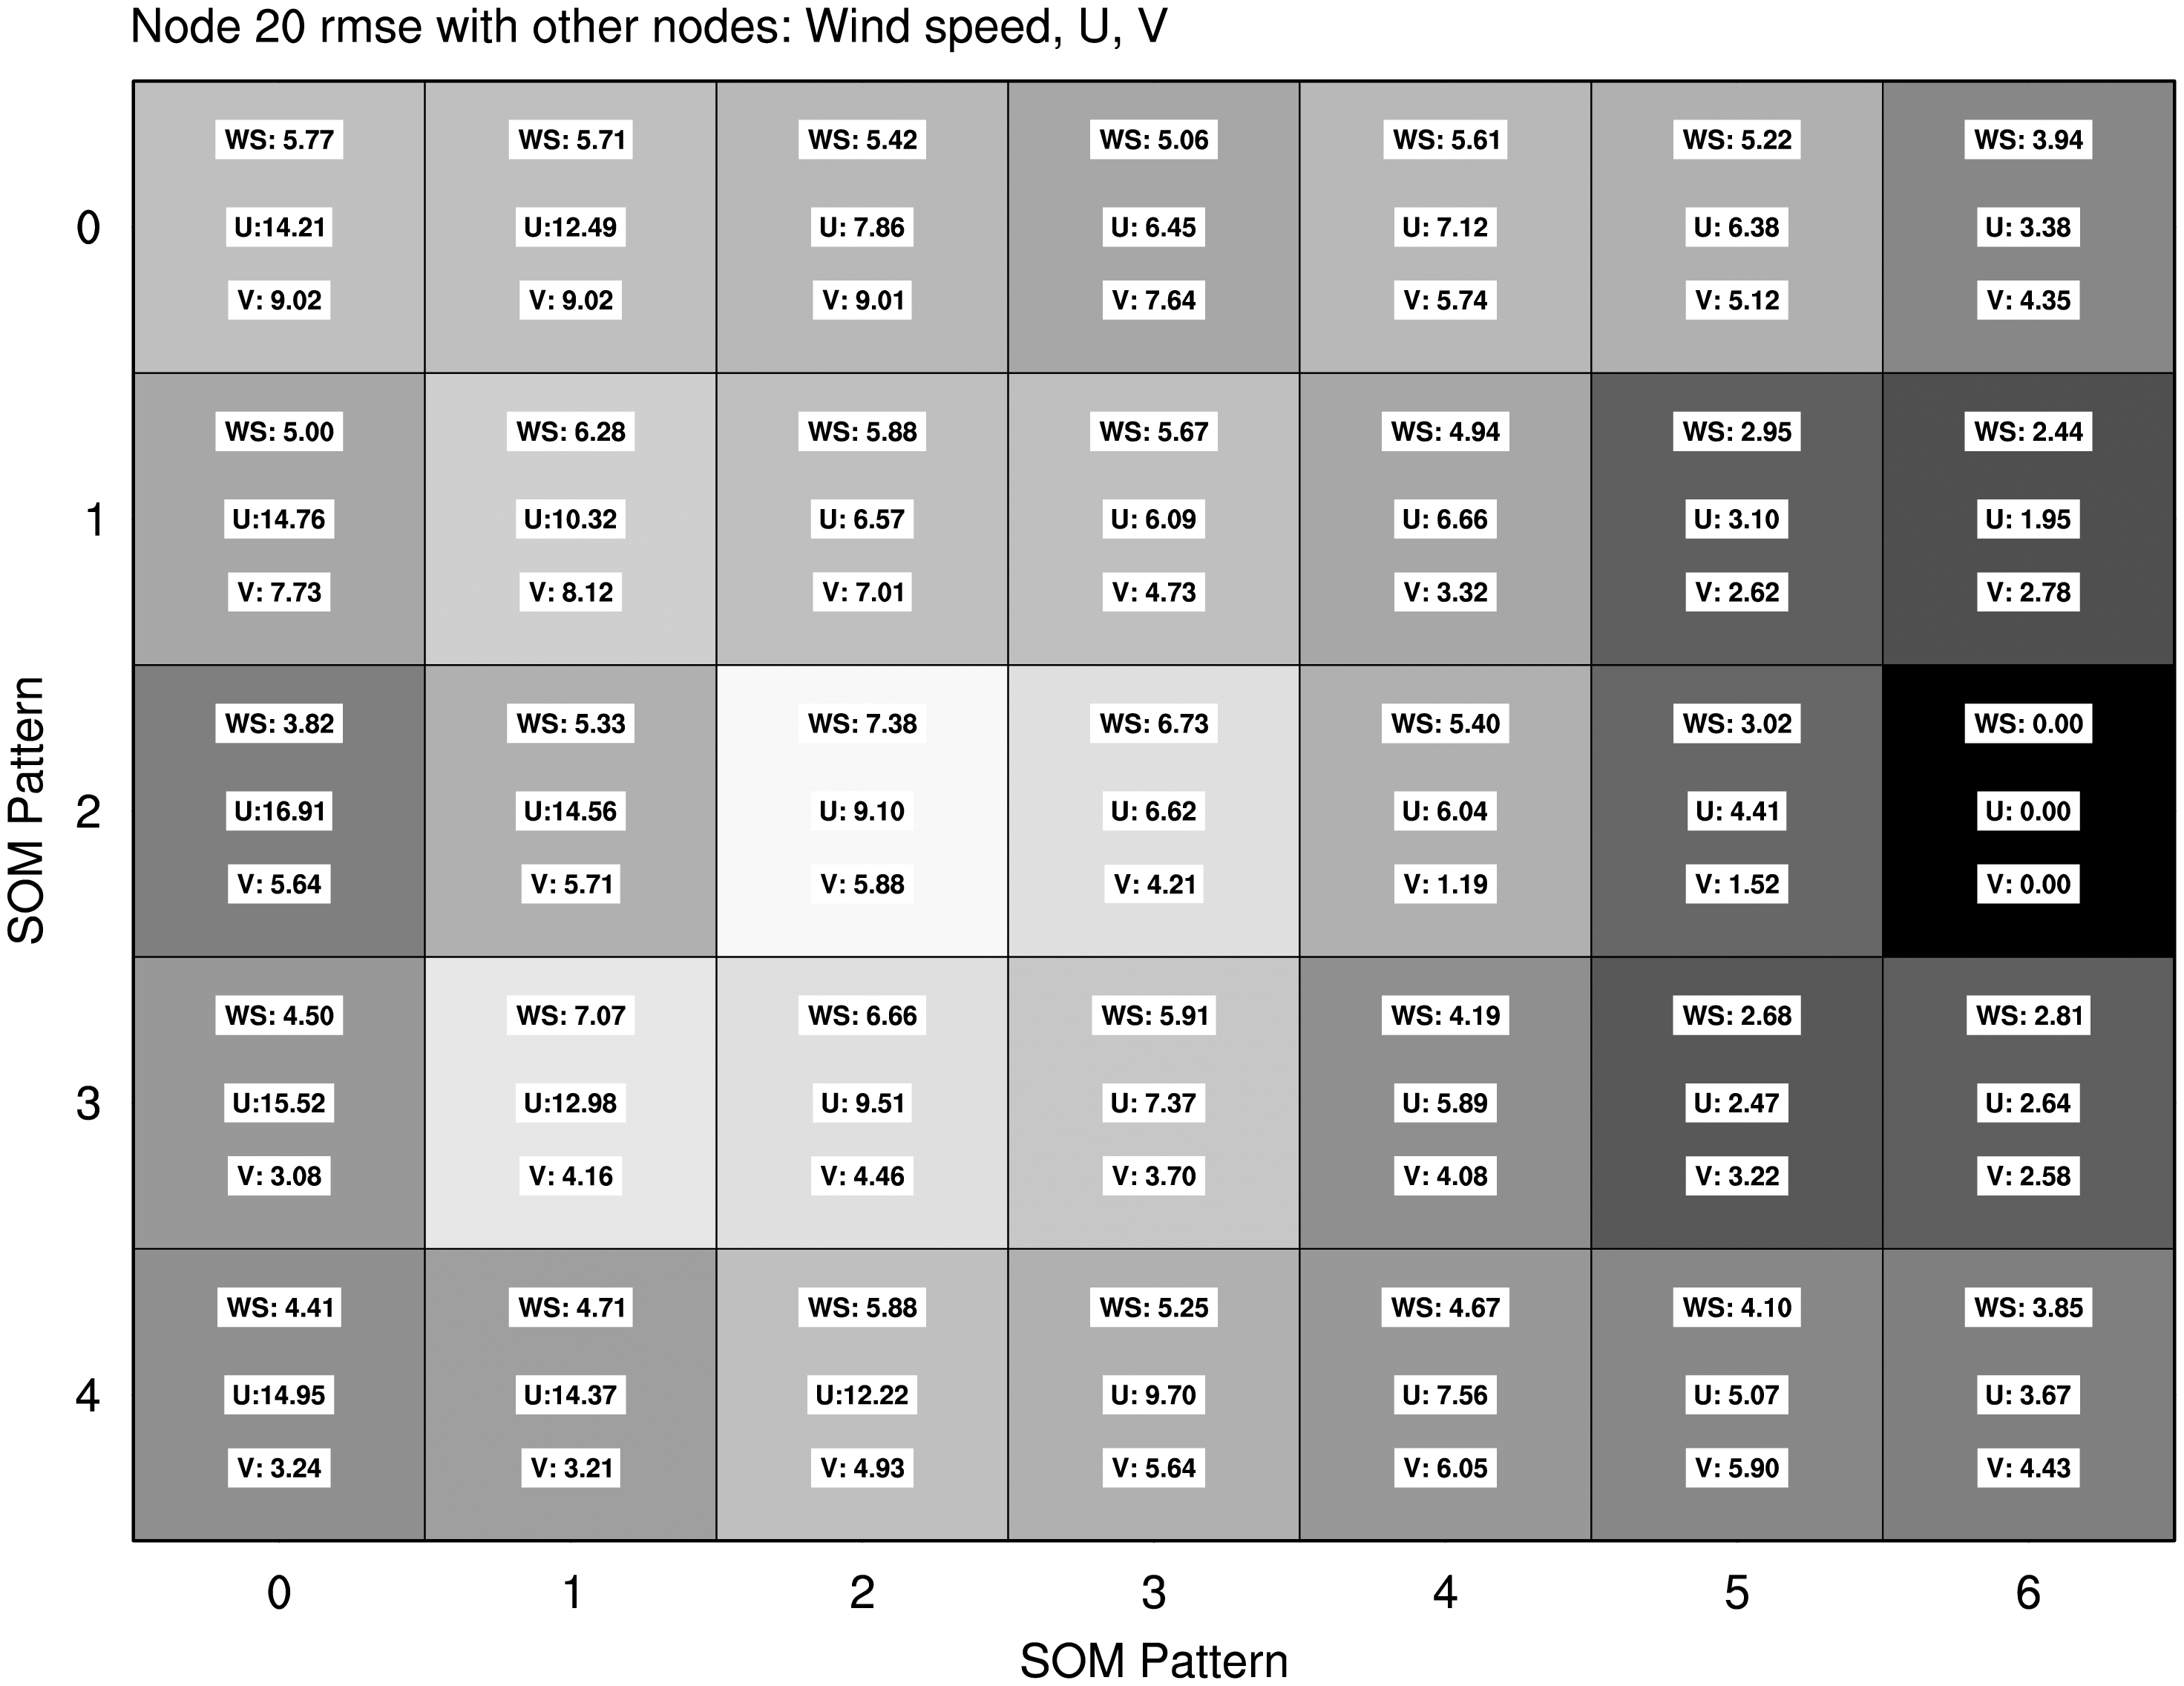 Node 20 rmse with other nodes: Wind speed, U, V
WS: 5.77 WS: 5.71 WS: 5.42 WS: 5.06 WS: 5.61 WS: 5.22 WS: 3.94
0 U:14.21 U:12.49 U: 7.86 U: 6.45 U: 7.12 U: 6.38 U: 3.38
V: 9.02 V: 9.02 V: 9.01 V: 7.64 V: 5.74 V: 5.12 V: 4.35
WS: 5.00 WS: 6.28 WS: 5.88 WS: 5.67 WS: 4.94 WS: 2.95 WS: 2.44
1 U:14.76 U:10.32 U: 6.57 U: 6.09 U: 6.66 U: 3.10 U: 1.95
V: 7.73 V: 8.12 V: 7.01 V: 4.73 V: 3.32 V: 2.62 V: 2.78
SOM Pattern
WS: 3.82 WS: 5.33 WS: 7.38 WS: 6.73 WS: 5.40 WS: 3.02 WS: 0.00
2 U:16.91 U:14.56 U: 9.10 U: 6.62 U: 6.04 U: 4.41 U: 0.00
V: 5.64 V: 5.71 V: 5.88 V: 4.21 V: 1.19 V: 1.52 V: 0.00
WS: 4.50 WS: 7.07 WS: 6.66 WS: 5.91 WS: 4.19 WS: 2.68 WS: 2.81
3 U:15.52 U:12.98 U: 9.51 U: 7.37 U: 5.89 U: 2.47 U: 2.64
V: 3.08 V: 4.16 V: 4.46 V: 3.70 V: 4.08 V: 3.22 V: 2.58
WS: 4.41 WS: 4.71 WS: 5.88 WS: 5.25 WS: 4.67 WS: 4.10 WS: 3.85
4 U:14.95 U:14.37 U:12.22 U: 9.70 U: 7.56 U: 5.07 U: 3.67
V: 3.24 V: 3.21 V: 4.93 V: 5.64 V: 6.05 V: 5.90 V: 4.43
0 1 2 3 4 5 6
SOM Pattern